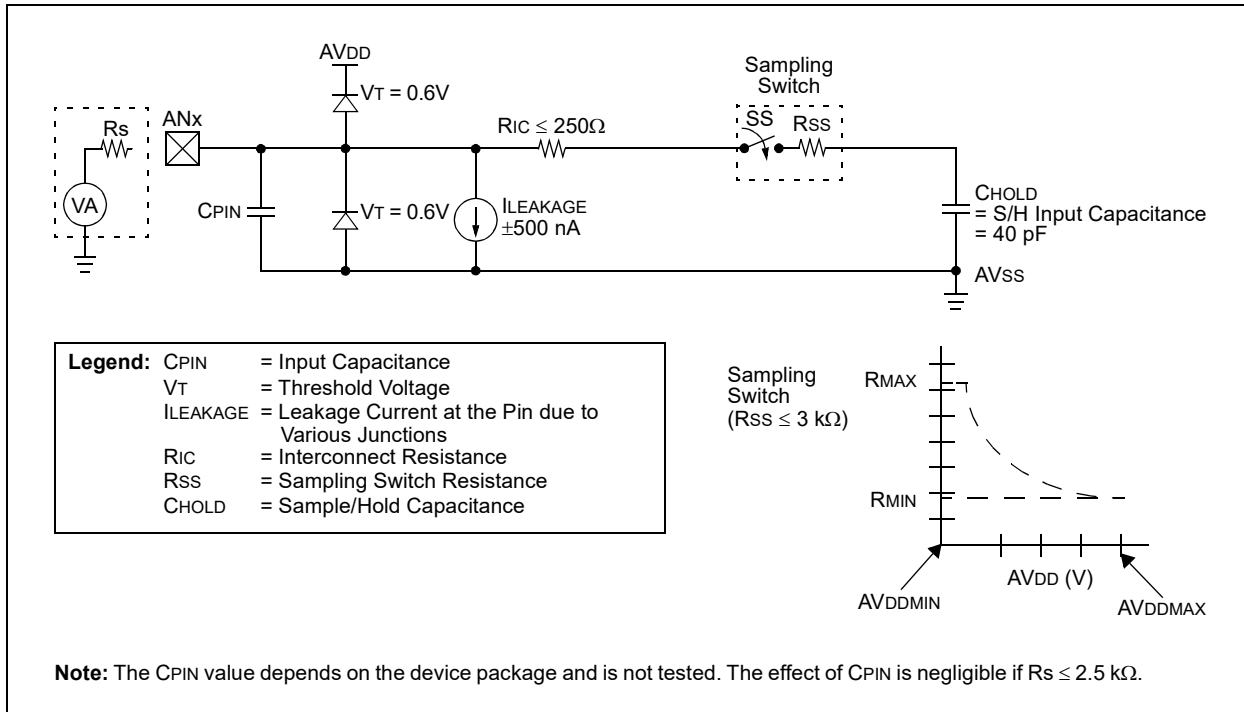 AVDD
VT = 0.6V
Sampling
Switch
Rs
ANx
RIC ≤ 250Ω
SS
RSS
VA
CPIN
VT = 0.6V
ILEAKAGE
±500 nA
CHOLD
= S/H Input Capacitance
= 40 pF
AVSS
Legend: CPIN = Input Capacitance
VT = Threshold Voltage
ILEAKAGE = Leakage Current at the Pin due to
Various Junctions
RIC = Interconnect Resistance
RSS = Sampling Switch Resistance
CHOLD = Sample/Hold Capacitance
Sampling
Switch
(RSS ≤ 3 kΩ)
RMAX
RMIN
AVDD (V)
AVDDMIN
AVDDMAX
Note: The CPIN value depends on the device package and is not tested. The effect of CPIN is negligible if Rs ≤ 2.5 kΩ.